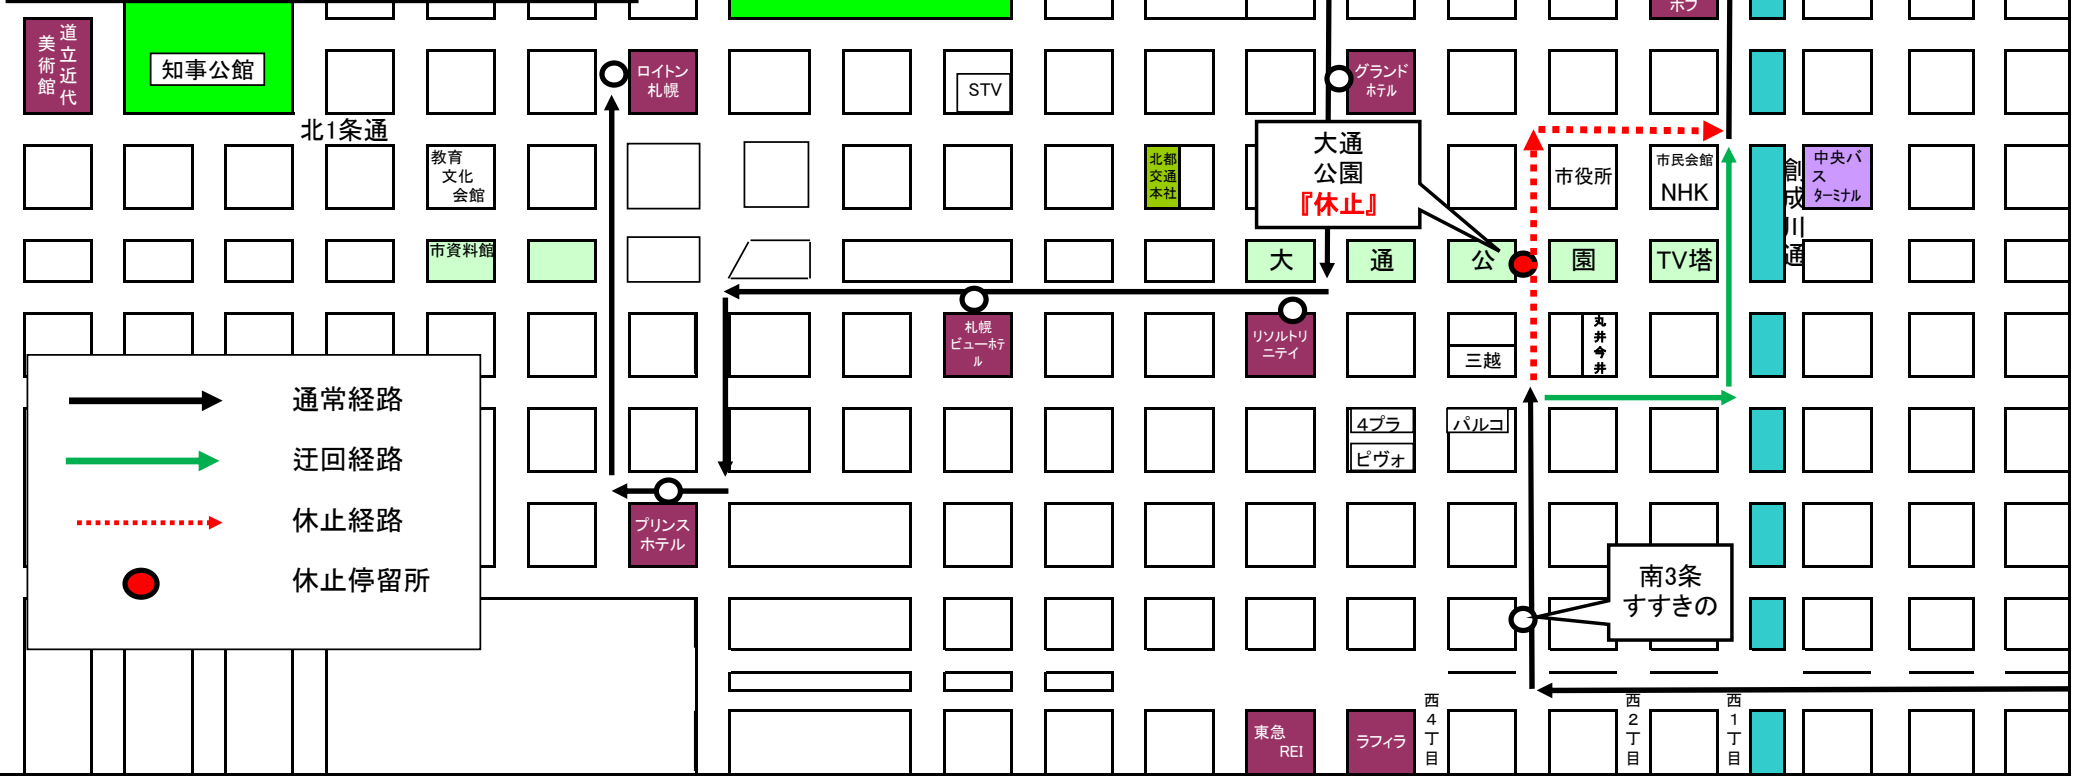 ホフ
道立近代
美術館
知事公館
ロイトン
札幌
STV
グランド
ホテル
北1条通
大通
公園
『休止』
教育
文化
会館
北都
交通
本社
市役所
市民会館
NHK
創成川通
中央バ
ス
ターミナル
市資料館
大
通
公
園
TV塔
札幌
ビューホテ
ル
リソルトリ
ニテイ
三越
丸井今井
4プラ
ピヴォ
パルコ
通常経路
迂回経路
休止経路
休止停留所
プリンス
ホテル
南3条
すすきの
東急
REI
ラフィラ
西4丁目
西2丁目
西1丁目